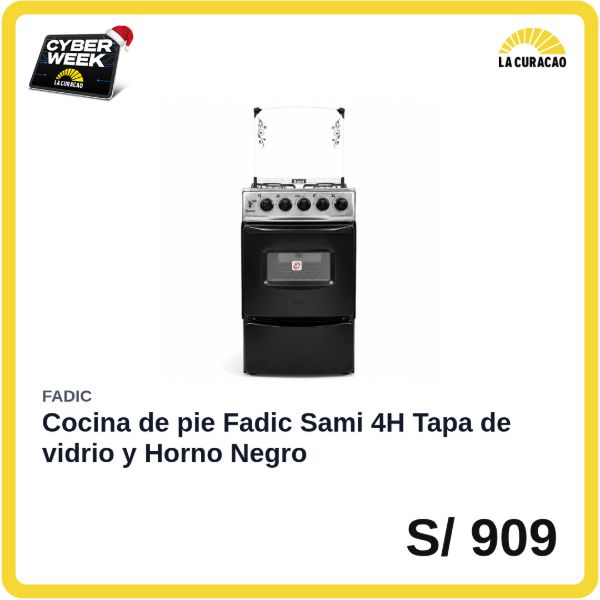 CYBER
WEEK
LA CURACAO
LA CURACAO
FADIC
Cocina de pie Fadic Sami 4H Tapa de
vidrio y Horno Negro
S/ 909